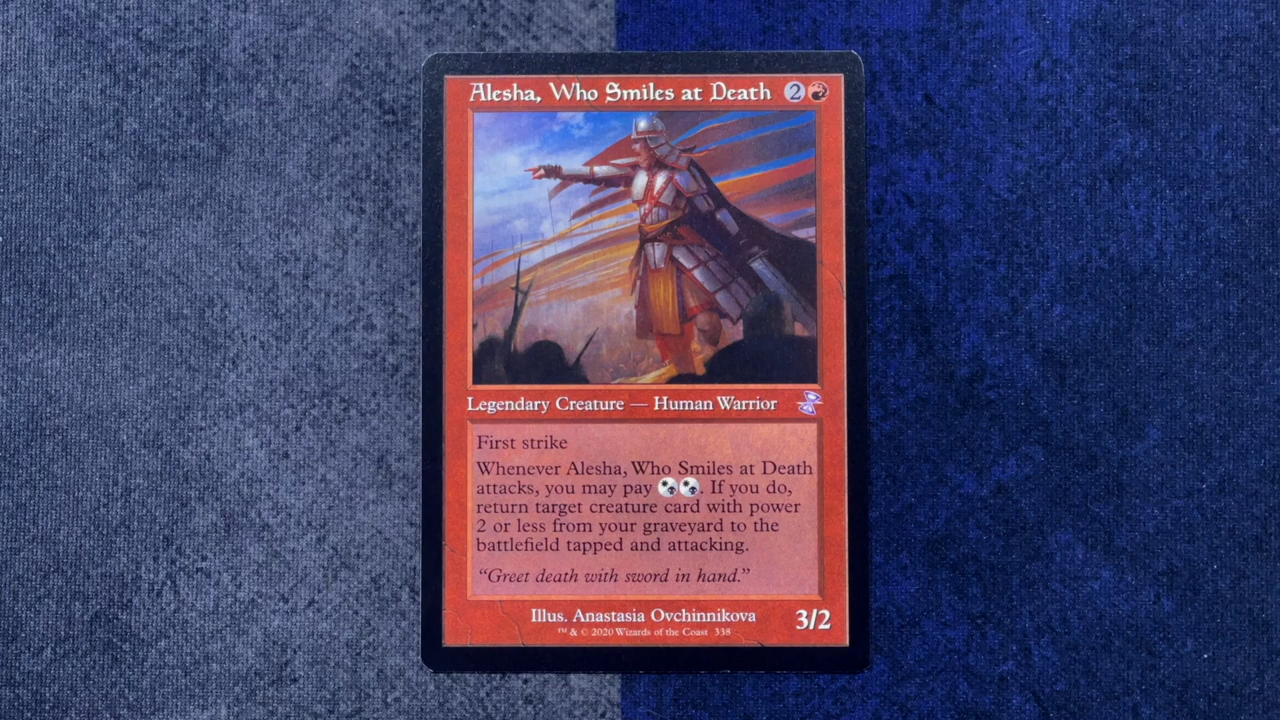 Alesha, Who Smiles at Death 2
Legendary Creature — Human Warrior
First strike
Whenever Alesha, Who Smiles at Death
attacks, you may pay . If you do,
return target creature card with power
2 or less from your graveyard to the
battlefield tapped and attacking.
“Greet death with sword in hand.”
Illus. Anastasia Ovchinnikova
3/2
™ & © 2020 Wizards of the Coast 338